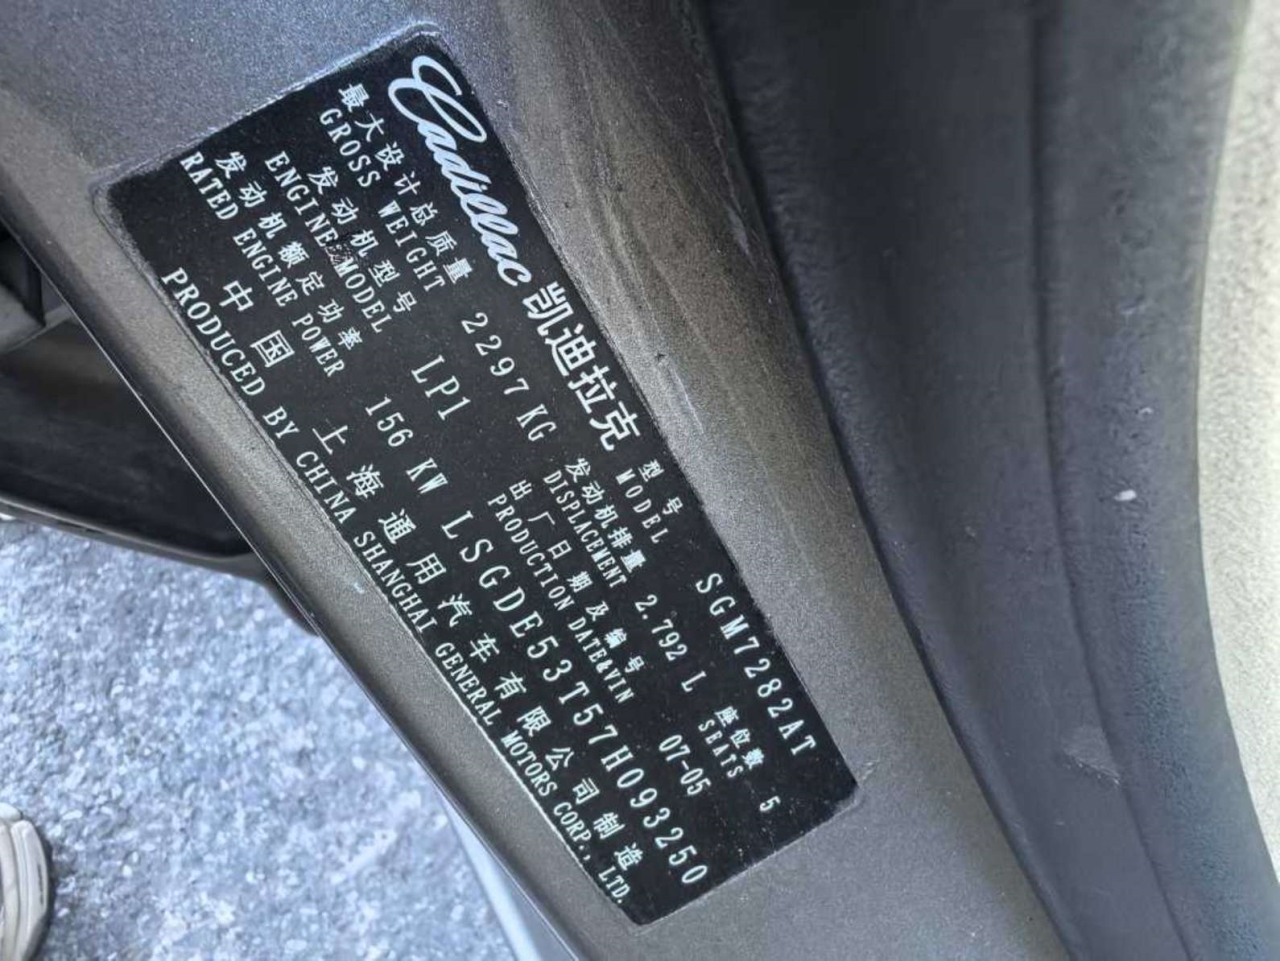 Cadillac 凯迪拉克
型号 MODEL SGM7282AT
最大设计总质量 GROSS WEIGHT 2297 KG
发动机排量 DISPLACEMENT 2.792 L
座位数 SEATS 5
发动机型号 ENGINE MODEL LP1
出厂日期及编号 PRODUCTION DATE&VIN 07-05
发动机额定功率 RATED ENGINE POWER 156 KW
LSGDE53T57H093250
中国 上海通用汽车有限公司制造
PRODUCED BY CHINA SHANGHAI GENERAL MOTORS CORP., LTD.